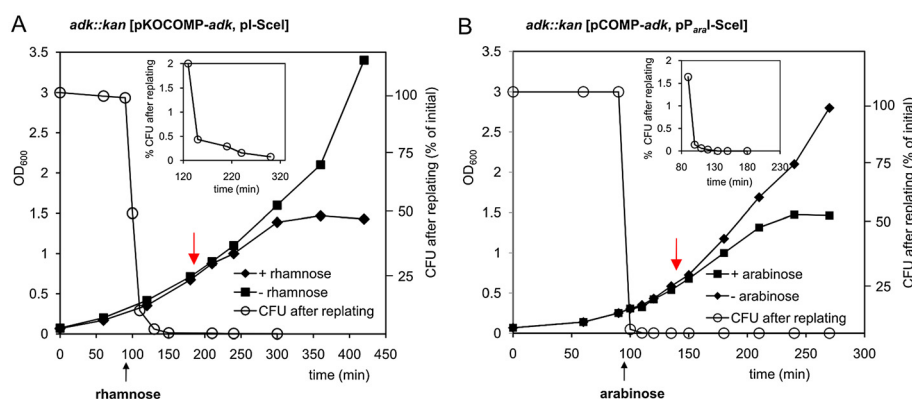 A
adk::kan [pKOCOMP-adk, pI-SceI]
3.5
3
2.5
2
1.5
1
0.5
0
OD600
0 50 100 150 200 250 300 350 400 450
time (min)
100
75
50
25
CFU after replating (% of initial)
2
1.5
1
0.5
0
% CFU after replating
120 220 320
time (min)
+ rhamnose
- rhamnose
CFU after replating
rhamnose
B
adk::kan [pCOMP-adk, pParaI-SceI]
3.5
3
2.5
2
1.5
1
0.5
0
OD600
0 50 100 150 200 250 300
time (min)
100
75
50
25
CFU after replating (% of initial)
2
1.5
1
0.5
0
% CFU after replating
80 130 180 230
time (min)
+ arabinose
- arabinose
CFU after replating
arabinose